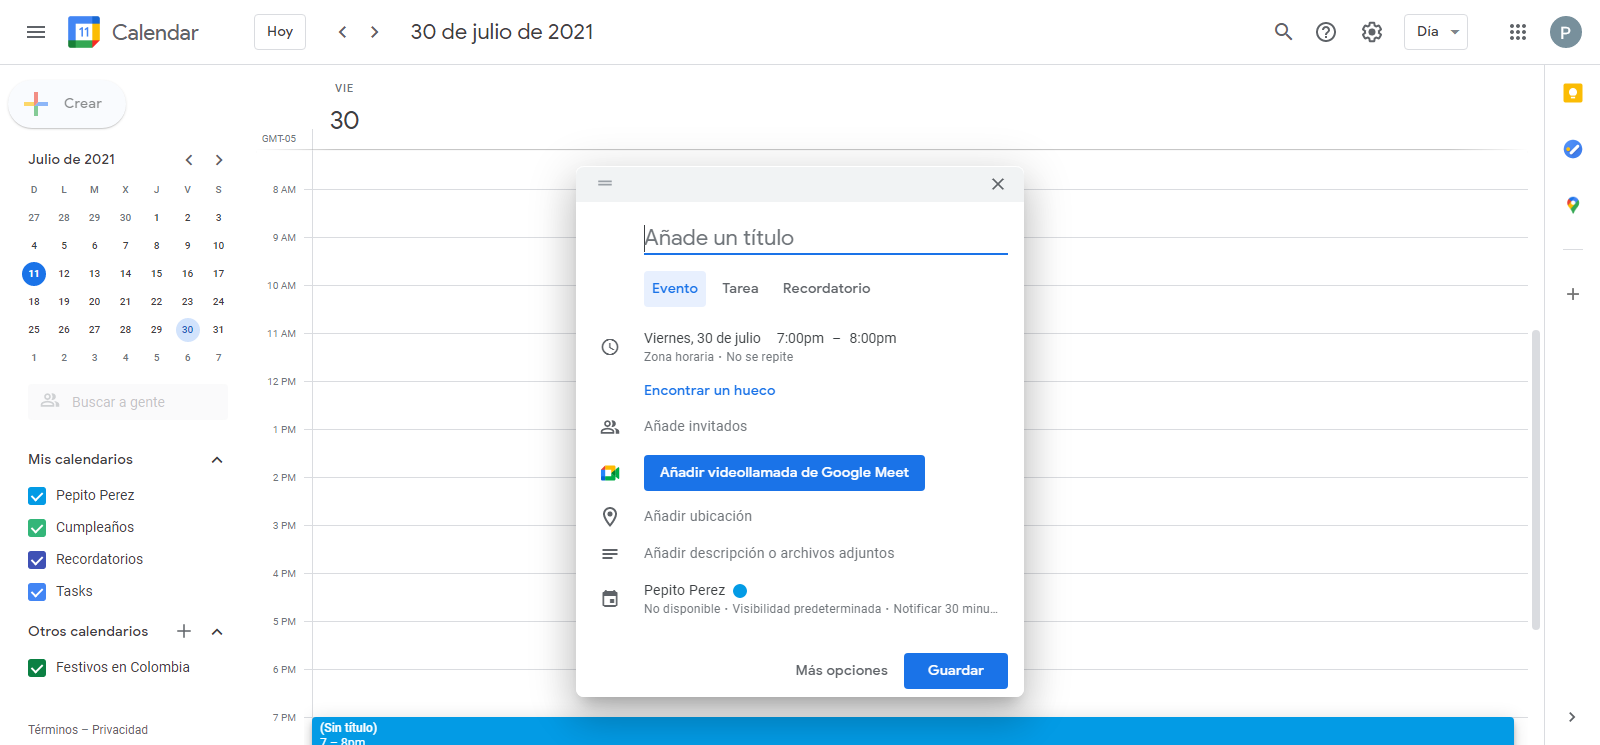 11
Calendar
Hoy
30 de julio de 2021
Día
P
Crear
Julio de 2021
D L M X J V S
27 28 29 30 1 2 3
4 5 6 7 8 9 10
11 12 13 14 15 16 17
18 19 20 21 22 23 24
25 26 27 28 29 30 31
1 2 3 4 5 6 7
Buscar a gente
Mis calendarios
Pepito Perez
Cumpleaños
Recordatorios
Tasks
Otros calendarios
Festivos en Colombia
Términos – Privacidad
VIE
30
GMT-05
8 AM
9 AM
10 AM
11 AM
12 PM
1 PM
2 PM
3 PM
4 PM
5 PM
6 PM
7 PM
Añade un título
Evento Tarea Recordatorio
Viernes, 30 de julio 7:00pm – 8:00pm
Zona horaria · No se repite
Encontrar un hueco
Añade invitados
Añadir videollamada de Google Meet
Añadir ubicación
Añadir descripción o archivos adjuntos
Pepito Perez
No disponible · Visibilidad predeterminada · Notificar 30 minu...
Más opciones Guardar
(Sin título)
7 – 8pm